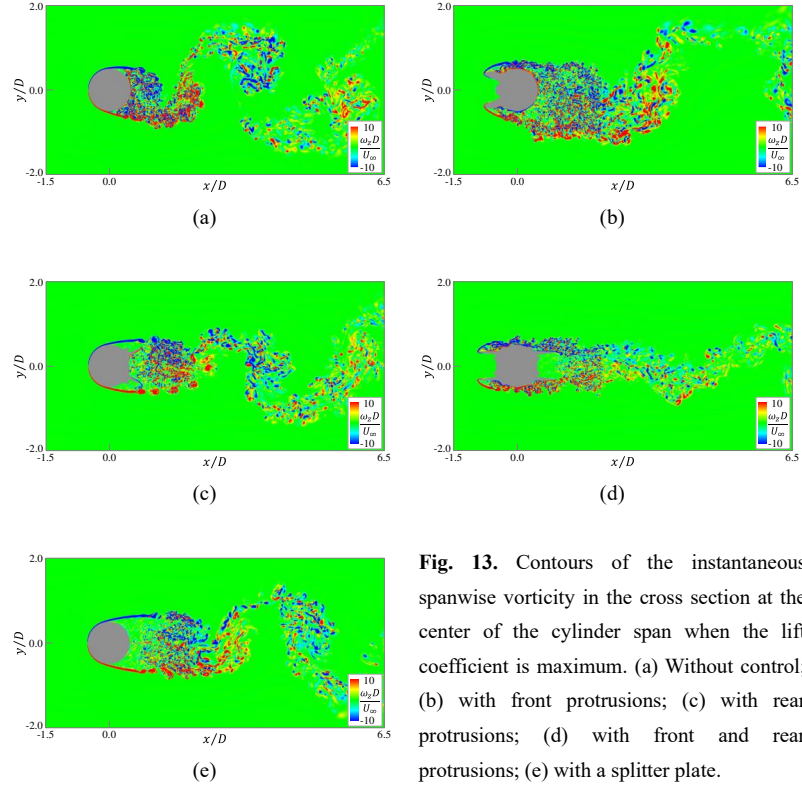 2.0
y/D
0.0
-2.0
-1.5
0.0
x/D
6.5
10
ω_z D
U_∞
-10
(a)
2.0
y/D
0.0
-2.0
-1.5
0.0
x/D
6.5
10
ω_z D
U_∞
-10
(b)
2.0
y/D
0.0
-2.0
-1.5
0.0
x/D
6.5
10
ω_z D
U_∞
-10
(c)
2.0
y/D
0.0
-2.0
-1.5
0.0
x/D
6.5
10
ω_z D
U_∞
-10
(d)
2.0
y/D
0.0
-2.0
-1.5
0.0
x/D
6.5
10
ω_z D
U_∞
-10
(e)
Fig. 13. Contours of the instantaneous
spanwise vorticity in the cross section at the
center of the cylinder span when the lift
coefficient is maximum. (a) Without control;
(b) with front protrusions; (c) with rear
protrusions; (d) with front and rear
protrusions; (e) with a splitter plate.